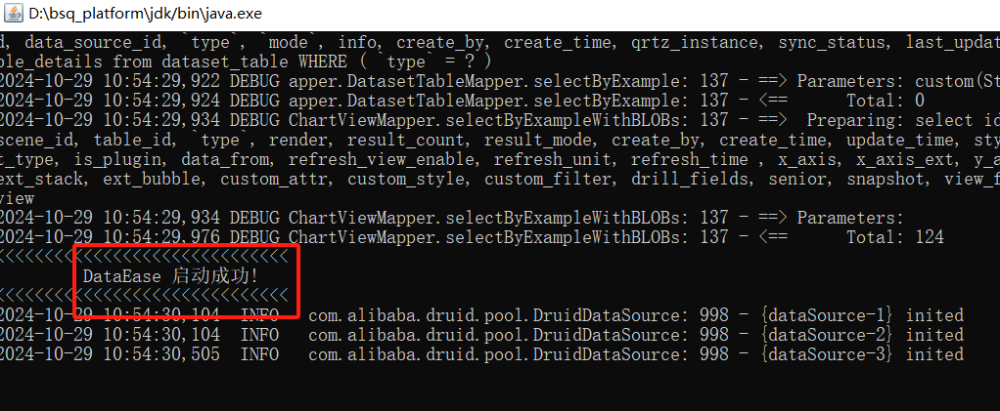 D:\bsq_platform\jdk/bin\java.exe
d, data_source_id, `type`, `mode`, info, create_by, create_time, qrtz_instance, sync_status, last_updat
ble_details from dataset_table WHERE ( `type` = ? )
2024-10-29 10:54:29,922 DEBUG apper.DatasetTableMapper.selectByExample: 137 - ==> Parameters: custom(St
2024-10-29 10:54:29,924 DEBUG apper.DatasetTableMapper.selectByExample: 137 - <==      Total: 0
2024-10-29 10:54:29,934 DEBUG ChartViewMapper.selectByExampleWithBLOBs: 137 - ==>  Preparing: select id
scene_id, table_id, `type`, render, result_count, result_mode, create_by, create_time, update_time, sty
t_type, is_plugin, data_from, refresh_view_enable, refresh_unit, refresh_time , x_axis, x_axis_ext, y_a
ext_stack, ext_bubble, custom_attr, custom_style, custom_filter, drill_fields, senior, snapshot, view_f
view
2024-10-29 10:54:29,934 DEBUG ChartViewMapper.selectByExampleWithBLOBs: 137 - ==> Parameters:
2024-10-29 10:54:29,976 DEBUG ChartViewMapper.selectByExampleWithBLOBs: 137 - <==      Total: 124
<<<<<<<<<<<<<<<<<<<<<<<<<<<<<<
DataEase 启动成功!
<<<<<<<<<<<<<<<<<<<<<<<<<<<<<<
2024-10-29 10:54:30,104  INFO   com.alibaba.druid.pool.DruidDataSource: 998 - {dataSource-1} inited
2024-10-29 10:54:30,104  INFO   com.alibaba.druid.pool.DruidDataSource: 998 - {dataSource-2} inited
2024-10-29 10:54:30,505  INFO   com.alibaba.druid.pool.DruidDataSource: 998 - {dataSource-3} inited